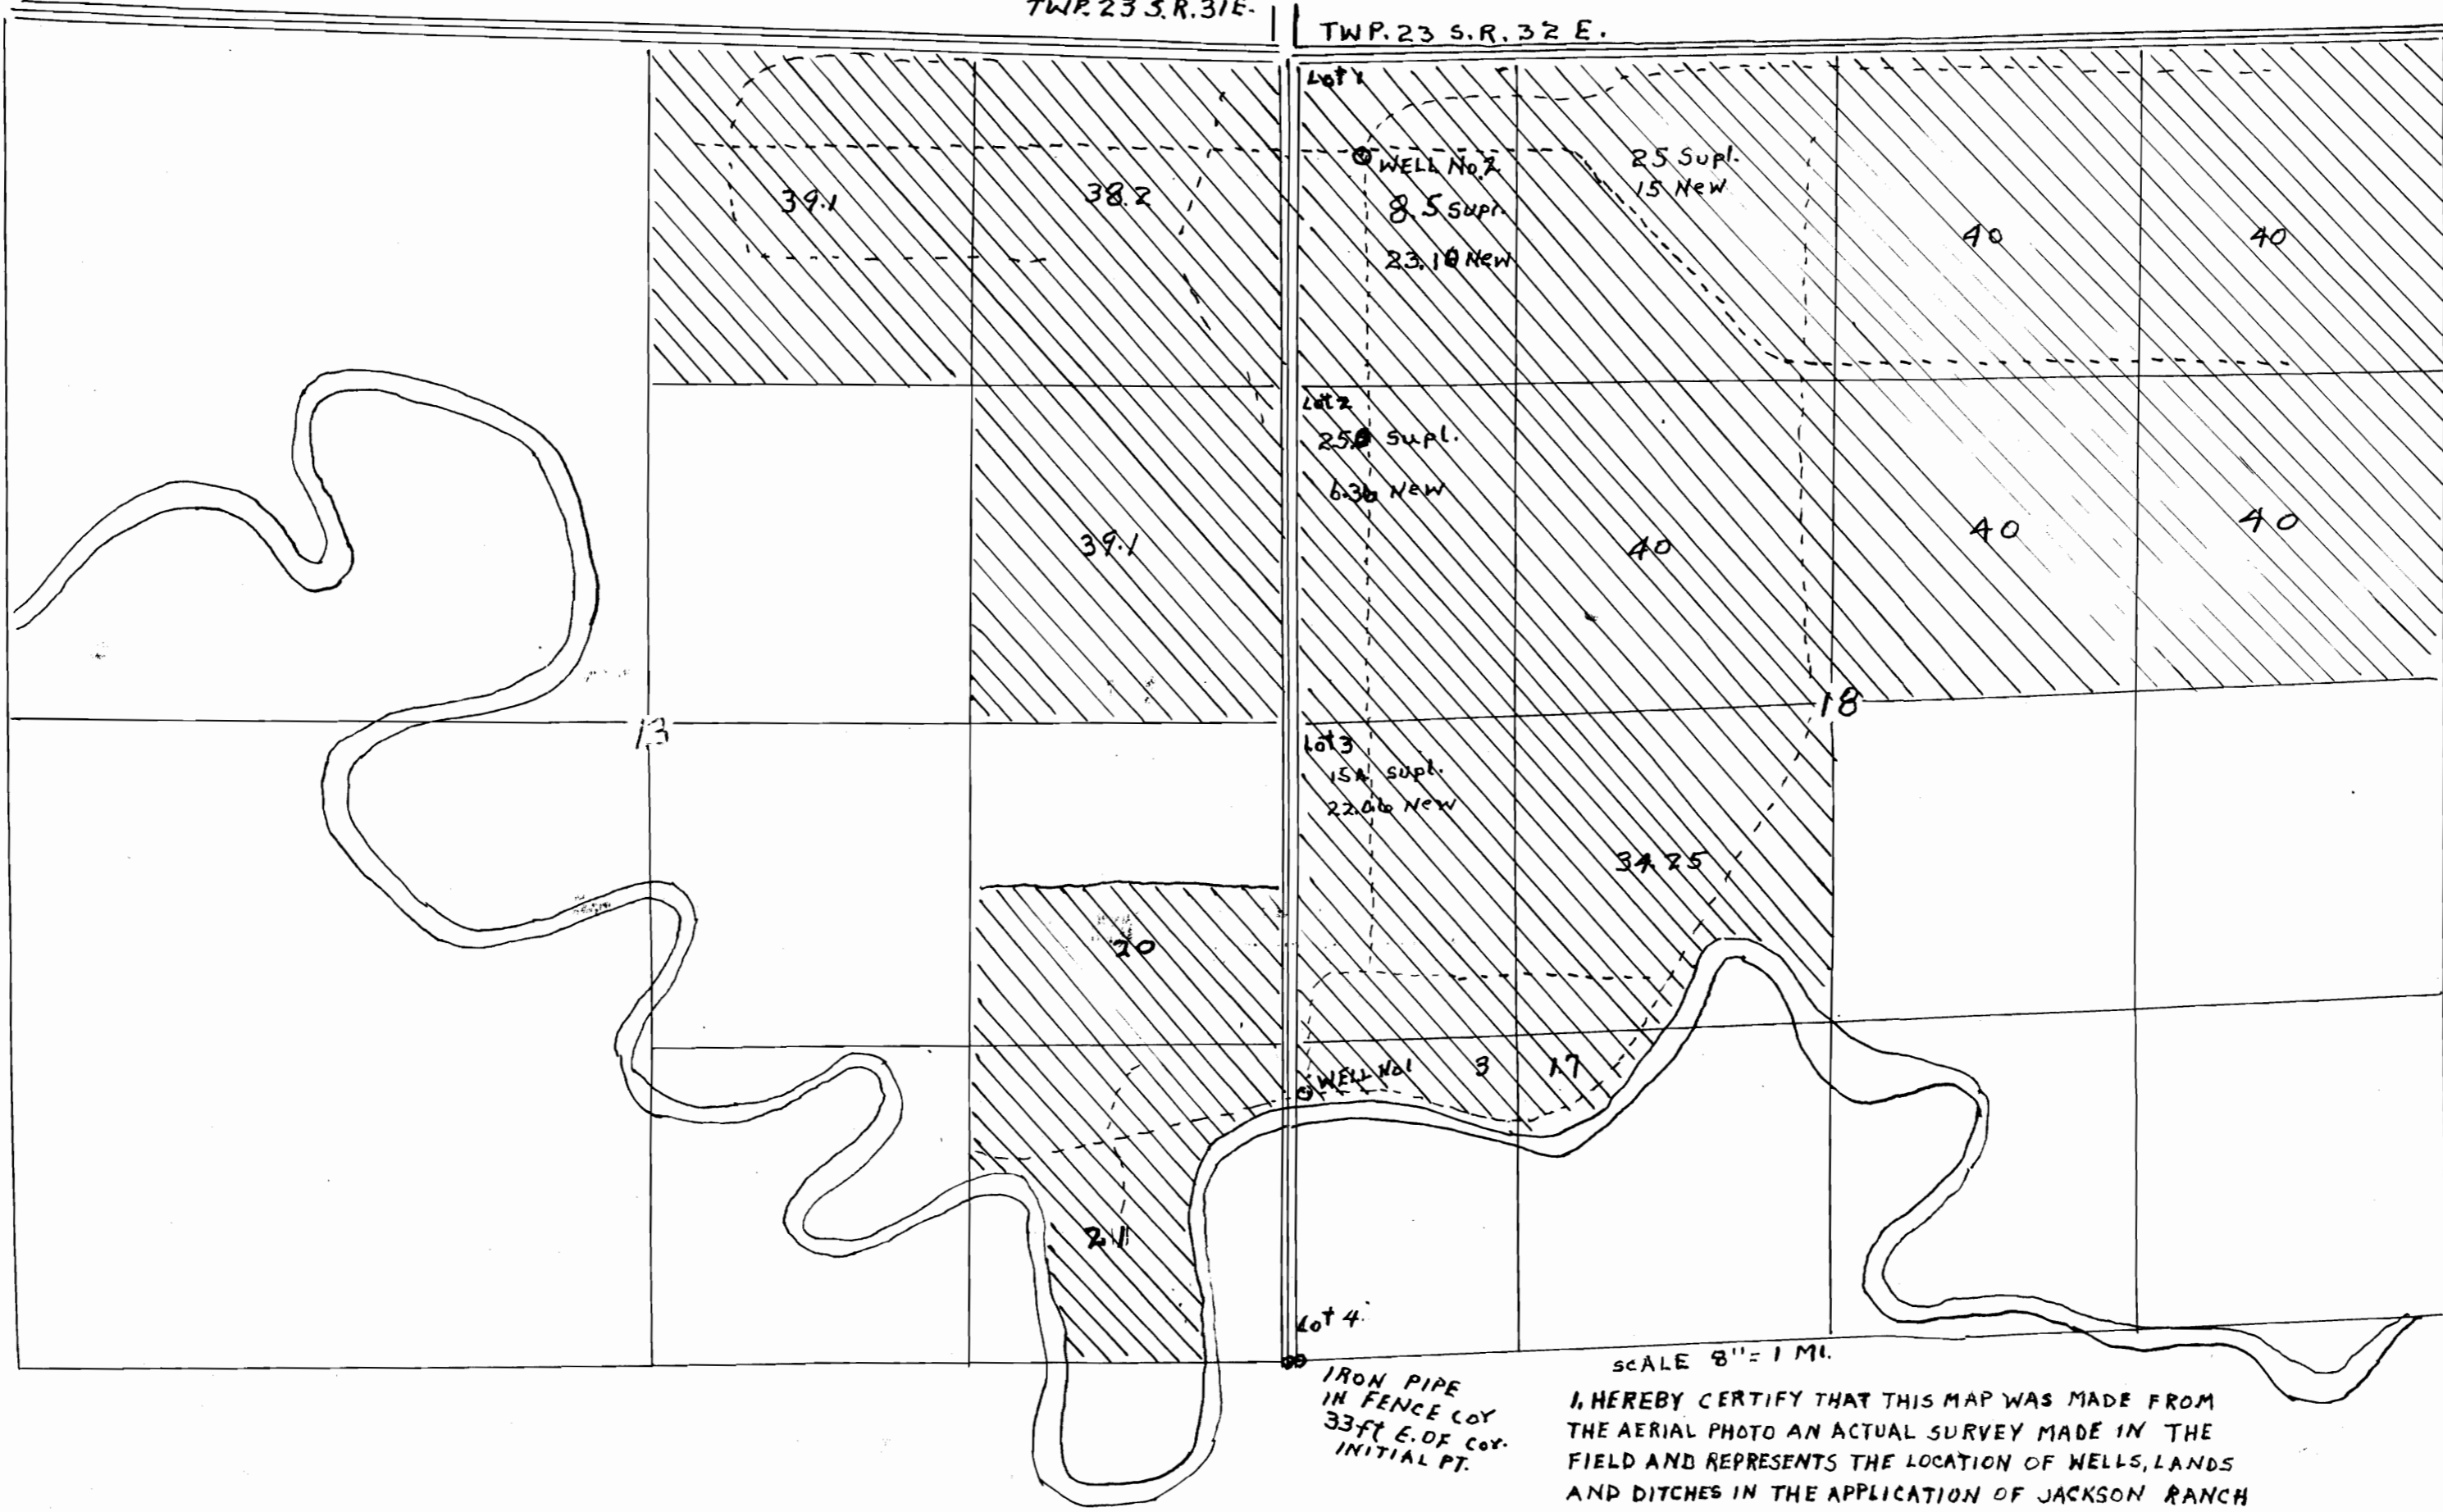 TWP. 23 S. R. 31 E.
TWP. 23 S. R. 32 E.
Lot 1
WELL No. 2
8.5 Supl.
23.10 New
25 Supl.
15 New
39.1
38.2
40
40
Lot 2
25 Supl.
6.36 New
39.1
40
40
40
13
18
Lot 3
15 Supl.
22.06 New
34.25
20
WELL No 1
3
17
21
Lot 4
SCALE 8" = 1 MI.
IRON PIPE
IN FENCE COR
33 ft E. OF COR.
INITIAL PT.
I, HEREBY CERTIFY THAT THIS MAP WAS MADE FROM
THE AERIAL PHOTO AN ACTUAL SURVEY MADE IN THE
FIELD AND REPRESENTS THE LOCATION OF WELLS, LANDS
AND DITCHES IN THE APPLICATION OF JACKSON RANCH